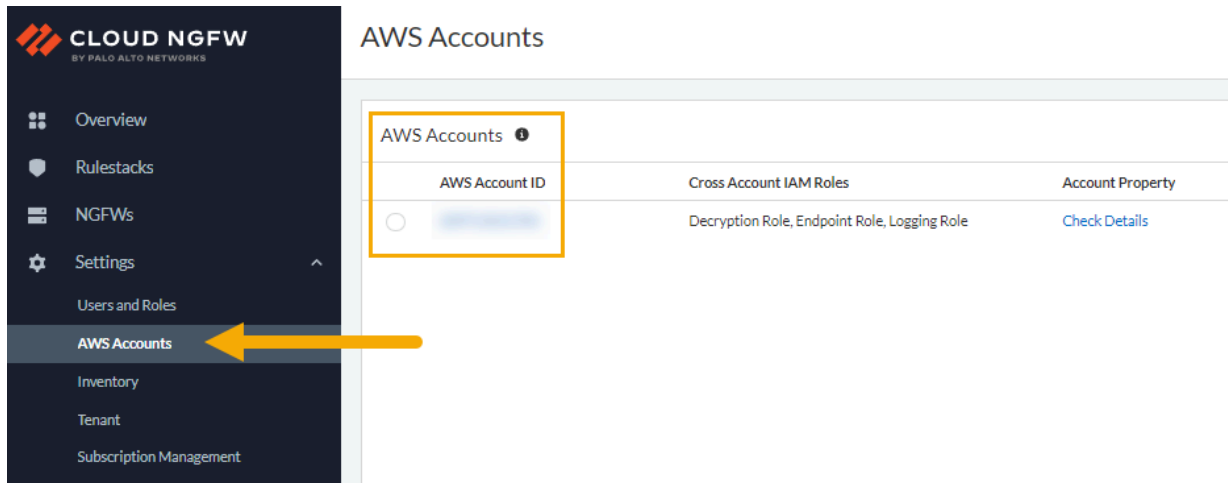 CLOUD NGFW
BY PALO ALTO NETWORKS
Overview
Rulestacks
NGFWs
Settings
Users and Roles
AWS Accounts
Inventory
Tenant
Subscription Management
AWS Accounts
AWS Accounts
AWS Account ID Cross Account IAM Roles Account Property
Decryption Role, Endpoint Role, Logging Role Check Details